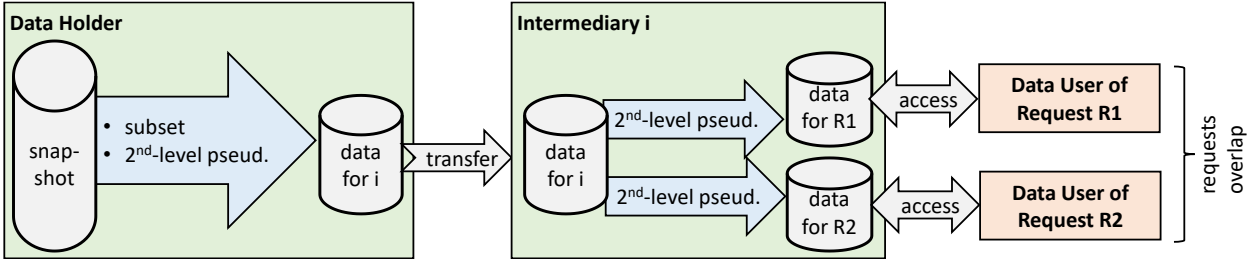 Data Holder
snap-
shot
• subset
• 2nd-level pseud.
data
for i
transfer
Intermediary i
data
for i
2nd-level pseud.
2nd-level pseud.
data
for R1
data
for R2
access
access
Data User of
Request R1
Data User of
Request R2
requests
overlap